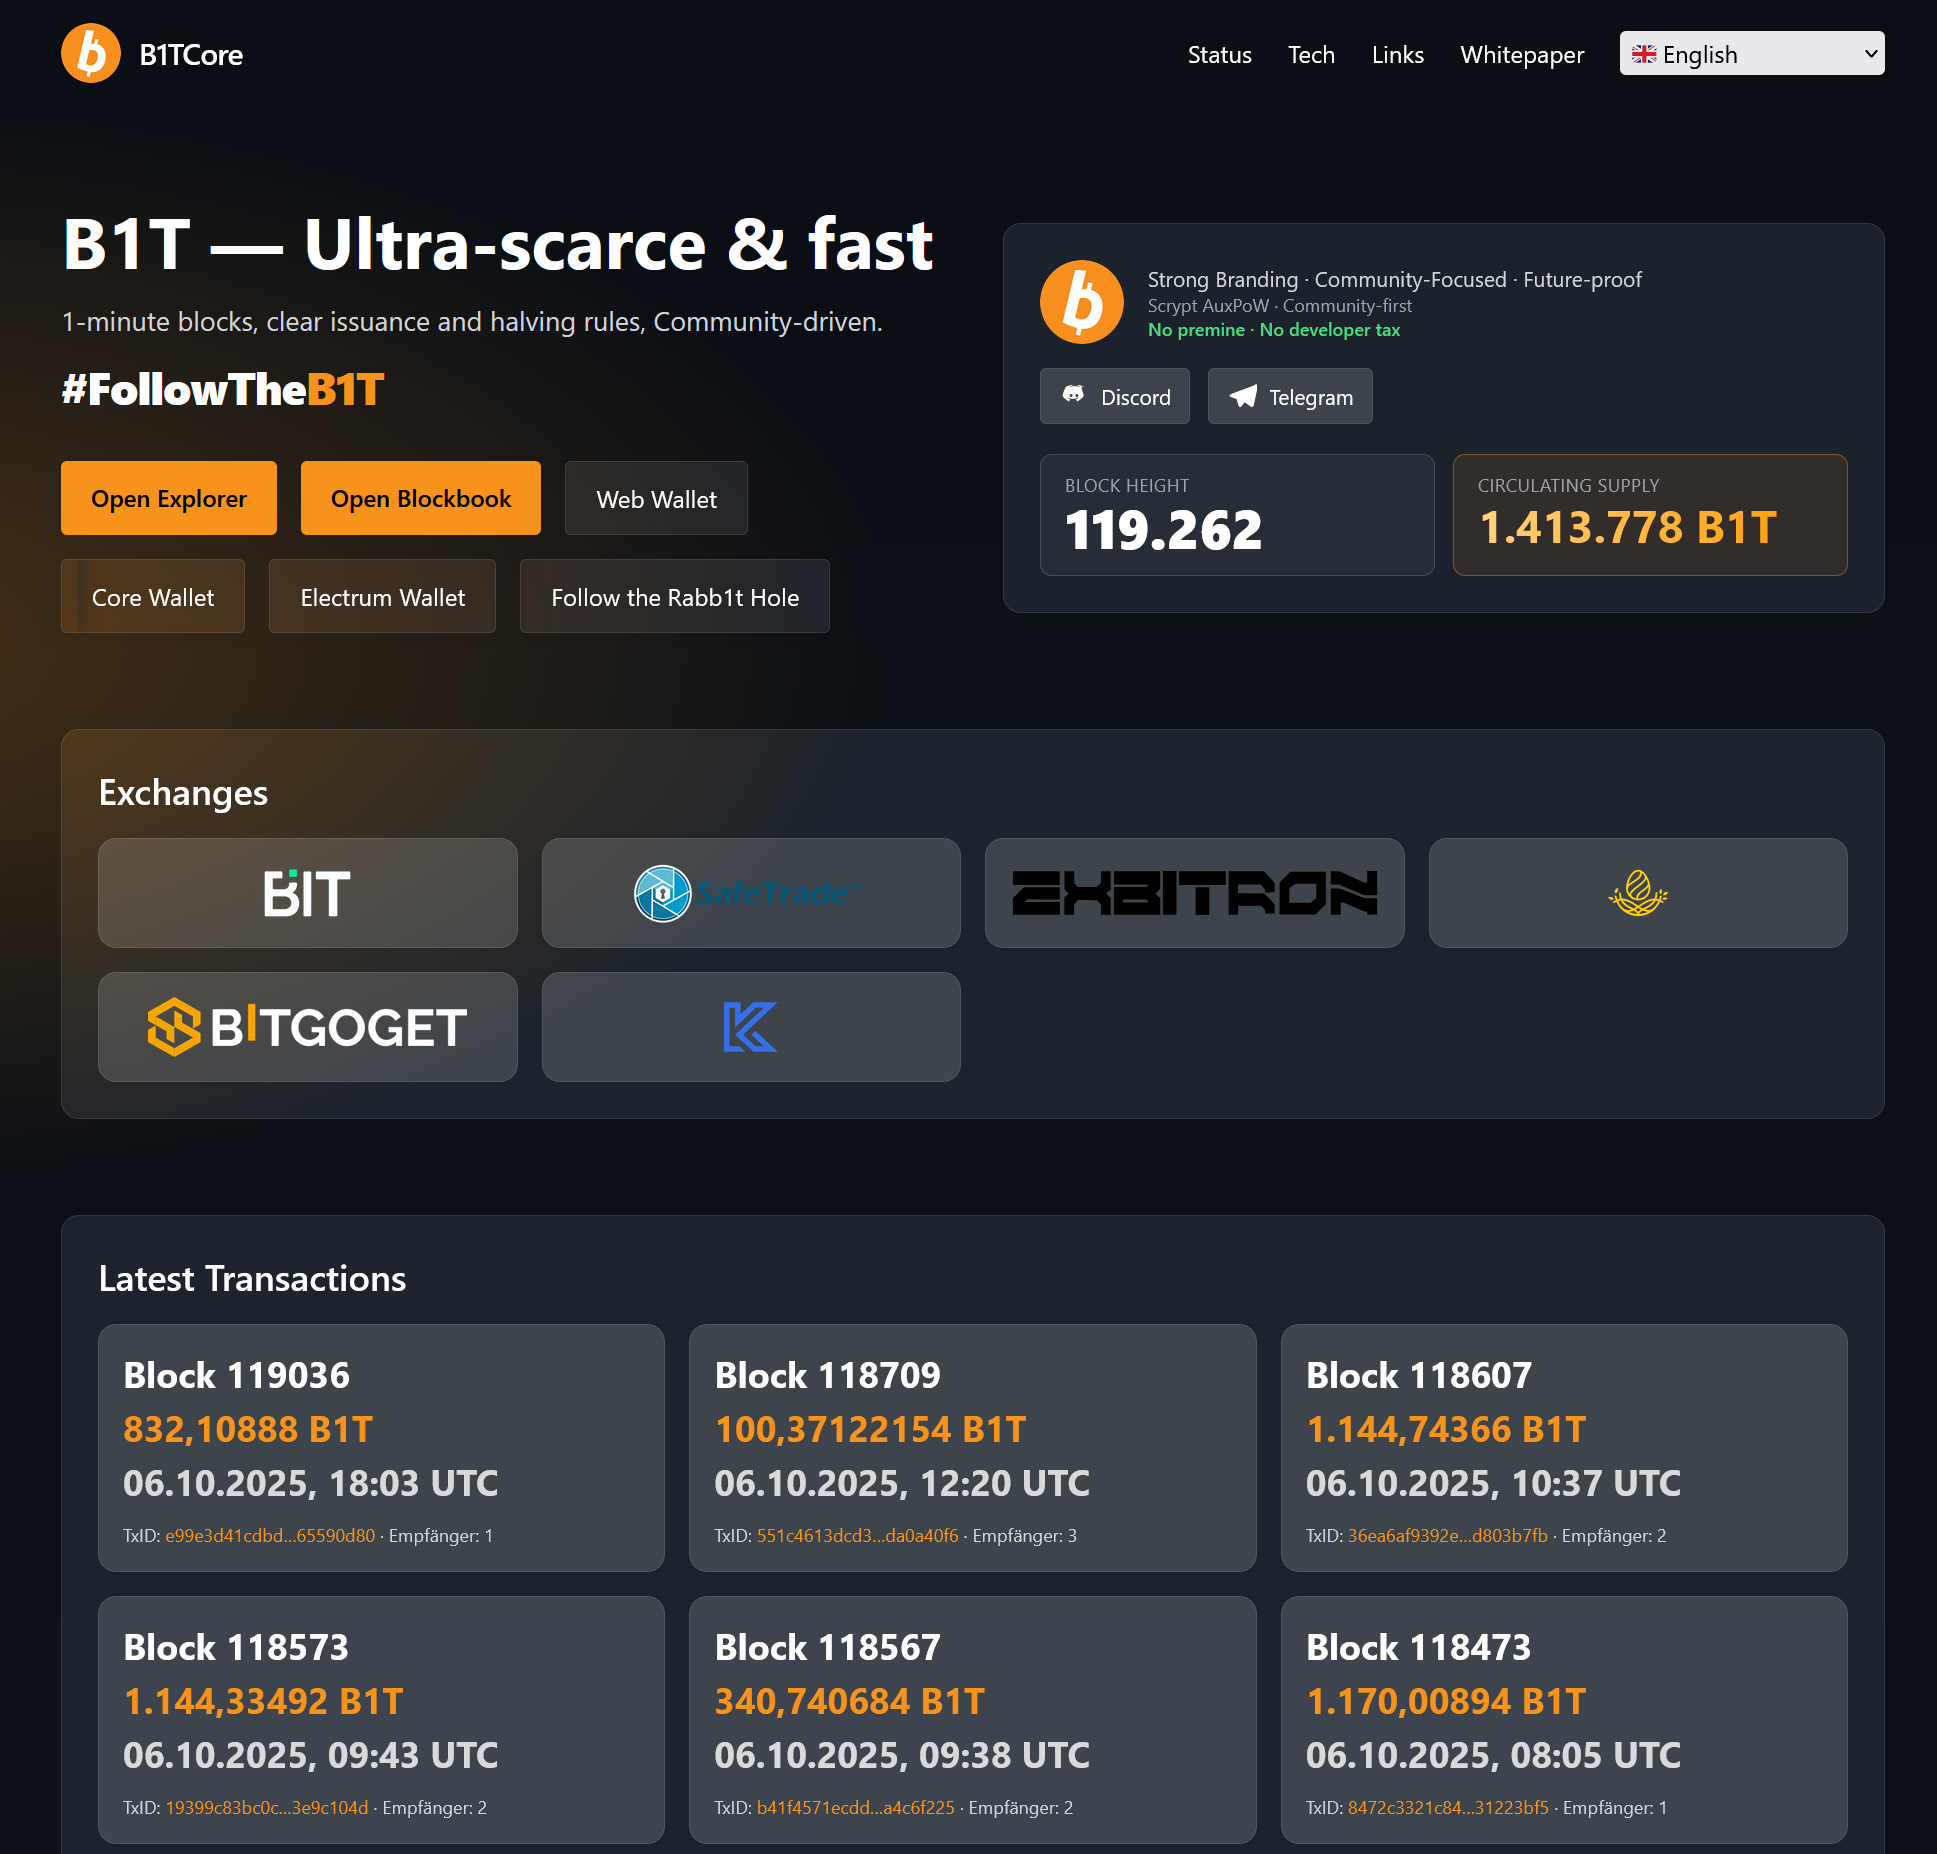 B1TCore
Status
Tech
Links
Whitepaper
English
B1T — Ultra-scarce & fast
1-minute blocks, clear issuance and halving rules, Community-driven.
#FollowTheB1T
Open Explorer
Open Blockbook
Web Wallet
Core Wallet
Electrum Wallet
Follow the Rabb1t Hole
Strong Branding · Community-Focused · Future-proof
Scrypt AuxPoW · Community-first
No premine · No developer tax
Discord
Telegram
BLOCK HEIGHT
119.262
CIRCULATING SUPPLY
1.413.778 B1T
Exchanges
BIT
SafeTrade™
EXBITRON
BITGOGET
Latest Transactions
Block 119036
832,10888 B1T
06.10.2025, 18:03 UTC
TxID: e99e3d41cdbd…65590d80 · Empfänger: 1
Block 118709
100,37122154 B1T
06.10.2025, 12:20 UTC
TxID: 551c4613dcd3…da0a40f6 · Empfänger: 3
Block 118607
1.144,74366 B1T
06.10.2025, 10:37 UTC
TxID: 36ea6af9392e…d803b7fb · Empfänger: 2
Block 118573
1.144,33492 B1T
06.10.2025, 09:43 UTC
TxID: 19399c83bc0c…3e9c104d · Empfänger: 2
Block 118567
340,740684 B1T
06.10.2025, 09:38 UTC
TxID: b41f4571ecdd…a4c6f225 · Empfänger: 2
Block 118473
1.170,00894 B1T
06.10.2025, 08:05 UTC
TxID: 8472c3321c84…31223bf5 · Empfänger: 1